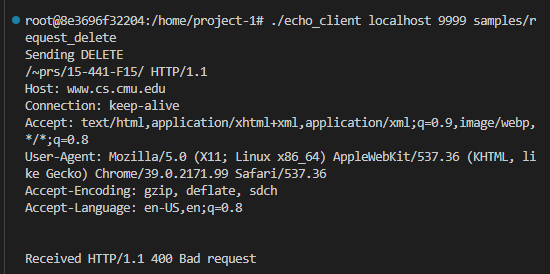 root@8e3696f32204:/home/project-1# ./echo_client localhost 9999 samples/r
equest_delete
Sending DELETE
/~prs/15-441-F15/ HTTP/1.1
Host: www.cs.cmu.edu
Connection: keep-alive
Accept: text/html,application/xhtml+xml,application/xml;q=0.9,image/webp,
*/*;q=0.8
User-Agent: Mozilla/5.0 (X11; Linux x86_64) AppleWebKit/537.36 (KHTML, li
ke Gecko) Chrome/39.0.2171.99 Safari/537.36
Accept-Encoding: gzip, deflate, sdch
Accept-Language: en-US,en;q=0.8
Received HTTP/1.1 400 Bad request